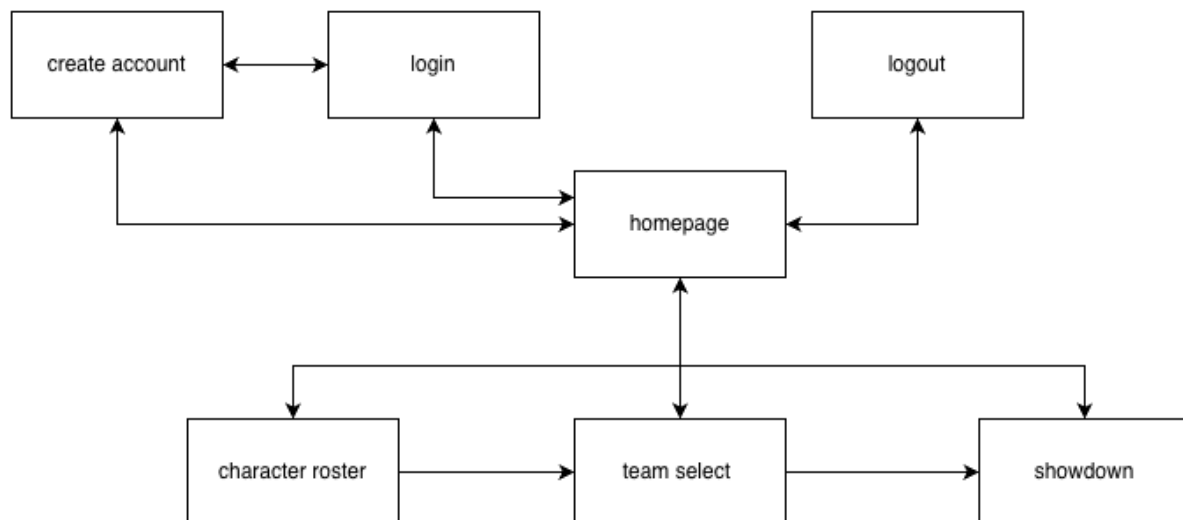 create account
login
logout
homepage
character roster
team select
showdown